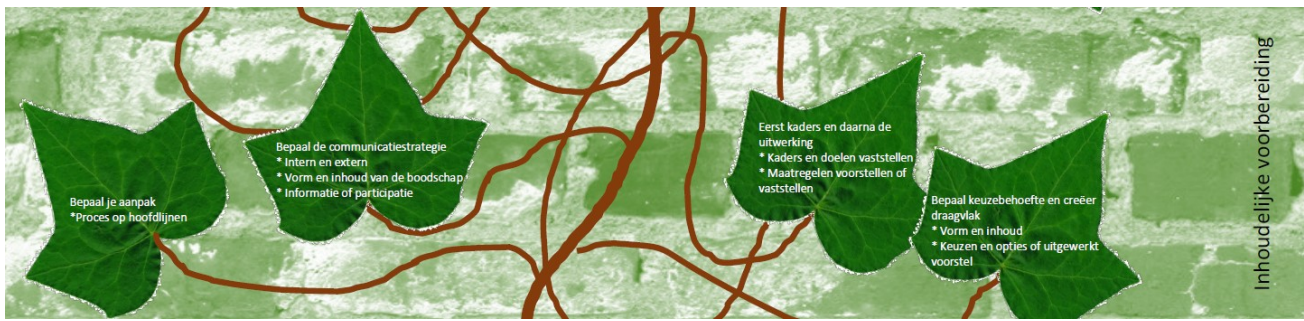 Bepaal je aanpak
*Proces op hoofdlijnen
Bepaal de communicatiestrategie
* Intern en extern
* Vorm en inhoud van de boodschap
* Informatie of participatie
Eerst kaders en daarna de
uitwerking
* Kaders en doelen vaststellen
* Maatregelen voorstellen of
vaststellen
Bepaal keuzebehoefte en creëer
draagvlak
* Vorm en inhoud
* Keuzen en opties of uitgewerkt
voorstel
Inhoudelijke voorbereiding